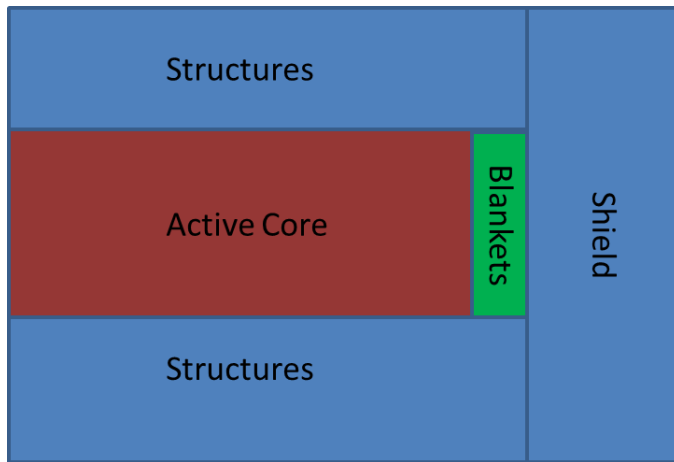 Structures
Active Core
Blankets
Shield
Structures